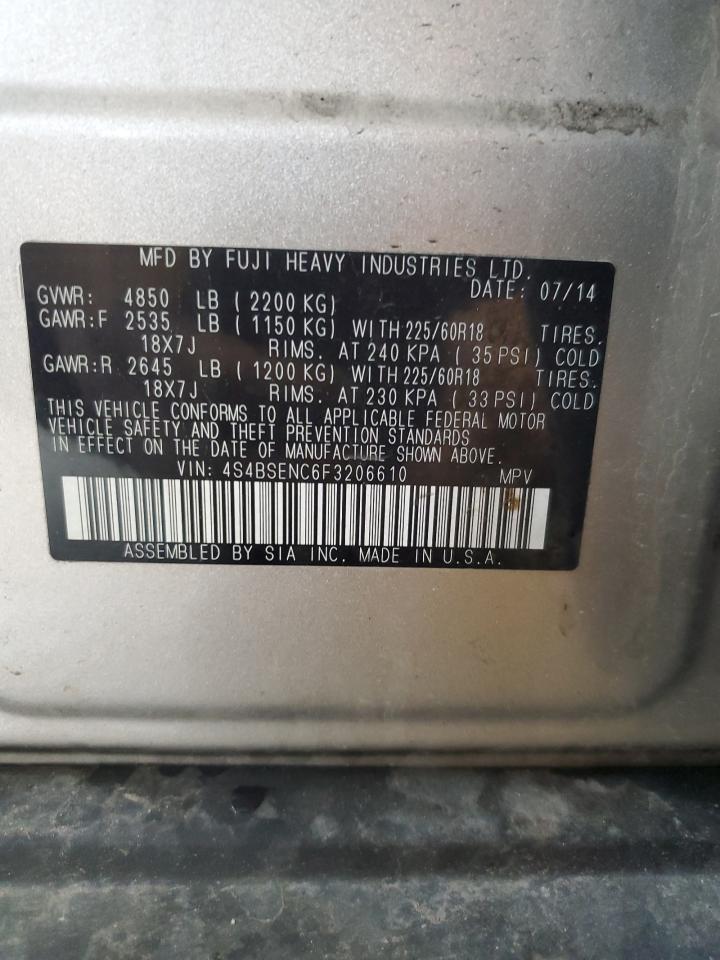 MFD BY FUJI HEAVY INDUSTRIES LTD.
DATE: 07/14
GVWR: 4850 LB ( 2200 KG)
GAWR:F 2535 LB ( 1150 KG) WITH 225/60R18 TIRES.
18X7J RIMS. AT 240 KPA ( 35 PSI) COLD
GAWR:R 2645 LB ( 1200 KG) WITH 225/60R18 TIRES.
18X7J RIMS. AT 230 KPA ( 33 PSI) COLD
THIS VEHICLE CONFORMS TO ALL APPLICABLE FEDERAL MOTOR
VEHICLE SAFETY AND THEFT PREVENTION STANDARDS
IN EFFECT ON THE DATE OF MANUFACTURE SHOWN ABOVE.
VIN: 4S4BSENC6F3206610 MPV
ASSEMBLED BY SIA INC. MADE IN U.S.A.